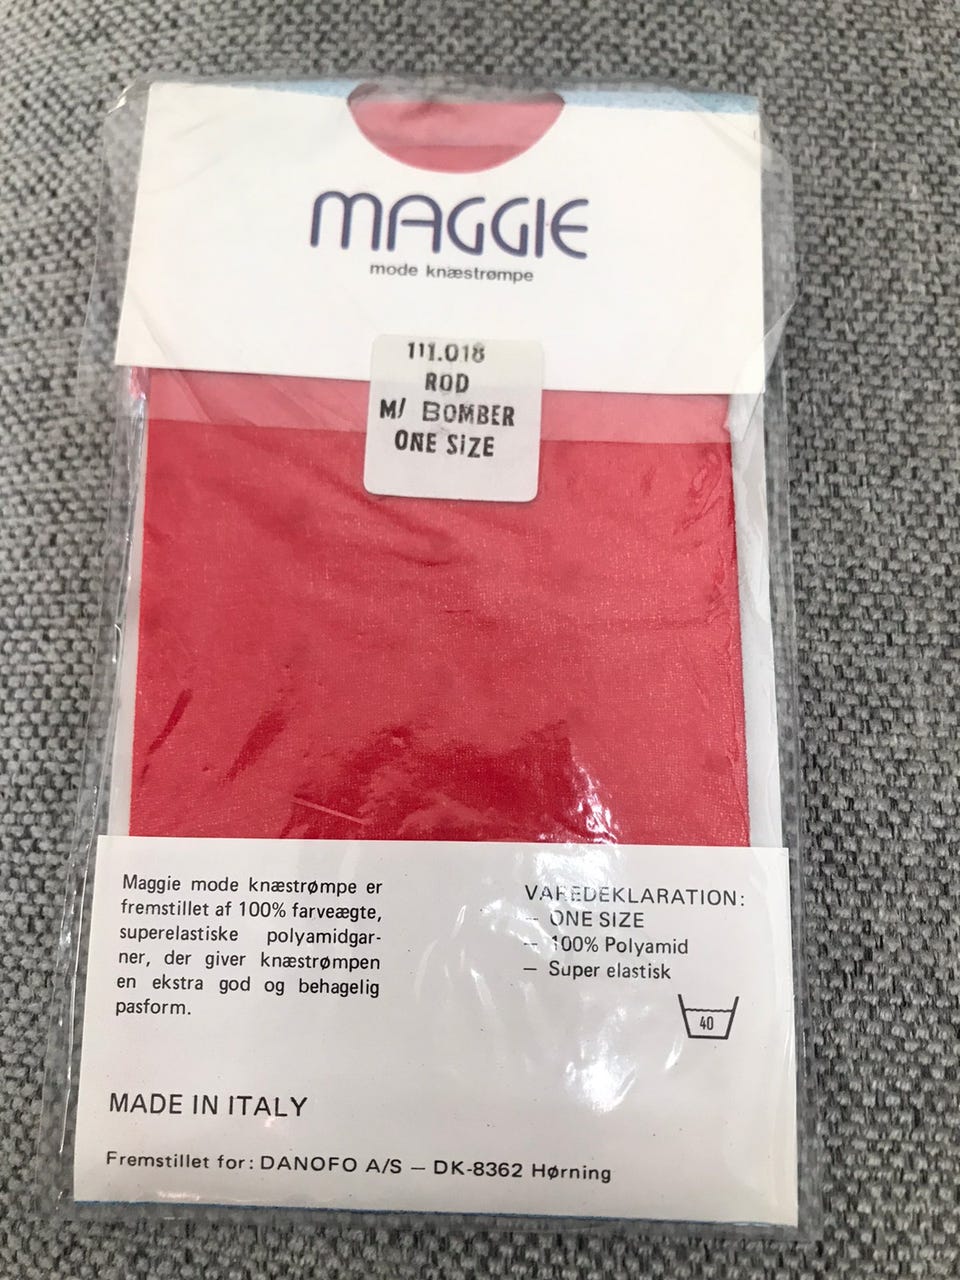 MAGGIE
mode knæstrømpe
111.018
ROD
M/ BOMBER
ONE SiZE
Maggie mode knæstrømpe er
fremstillet af 100% farveægte,
superelastiske polyamidgar-
ner, der giver knæstrømpen
en ekstra god og behagelig
pasform.
VAREDEKLARATION:
— ONE SIZE
— 100% Polyamid
— Super elastisk
40
MADE IN ITALY
Fremstillet for: DANOFO A/S — DK-8362 Hørning